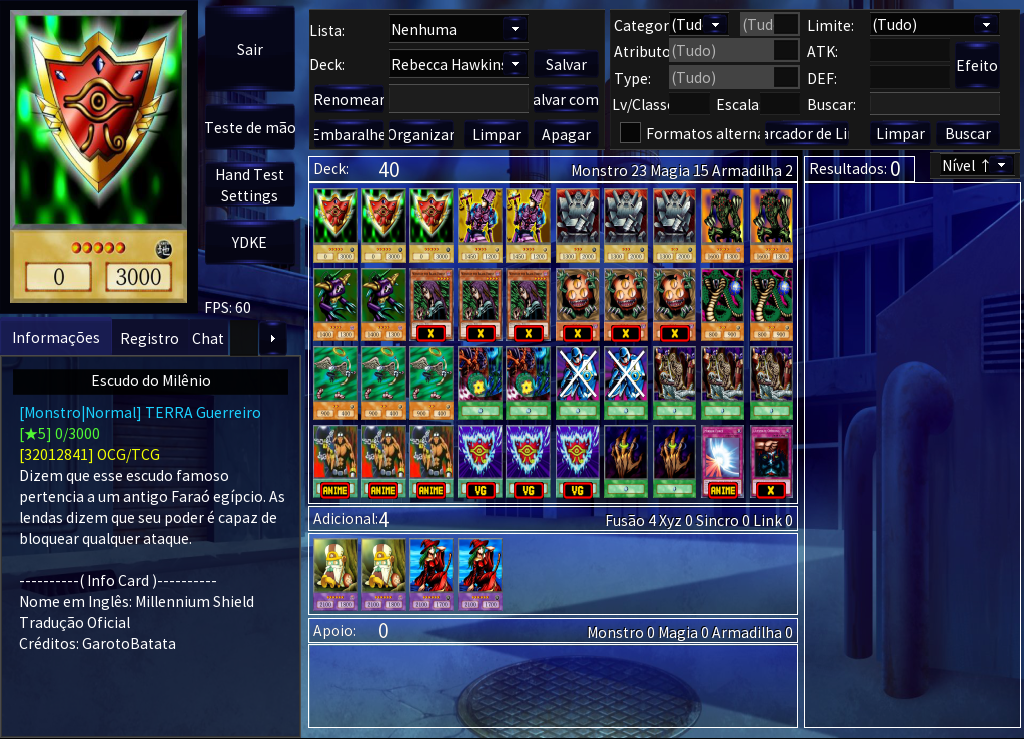 0
3000
Sair
Teste de mão
Hand Test
Settings
YDKE
FPS: 60
Informações
Registro
Chat
Escudo do Milênio
[Monstro|Normal] TERRA Guerreiro
[★5] 0/3000
[32012841] OCG/TCG
Dizem que esse escudo famoso
pertencia a um antigo Faraó egípcio. As
lendas dizem que seu poder é capaz de
bloquear qualquer ataque.
----------( Info Card )----------
Nome em Inglês: Millennium Shield
Tradução Oficial
Créditos: GarotoBatata
Lista:
Nenhuma
Deck:
Rebecca Hawkin
Salvar
Renomear
alvar com
Embaralhe
Organizar
Limpar
Apagar
Categor
(Tud
(Tud
Limite:
(Tudo)
Atributo
(Tudo)
ATK:
Efeito
Type:
(Tudo)
DEF:
Lv/Classe
Escala
Buscar:
Formatos alterna
arcador de Li
Limpar
Buscar
Deck: 40
Monstro 23 Magia 15 Armadilha 2
Resultados: 0
Nível ↑
X
X
X
X
X
X
ANIME
ANIME
ANIME
VG
VG
VG
ANIME
X
Adicional: 4
Fusão 4 Xyz 0 Sincro 0 Link 0
Apoio: 0
Monstro 0 Magia 0 Armadilha 0